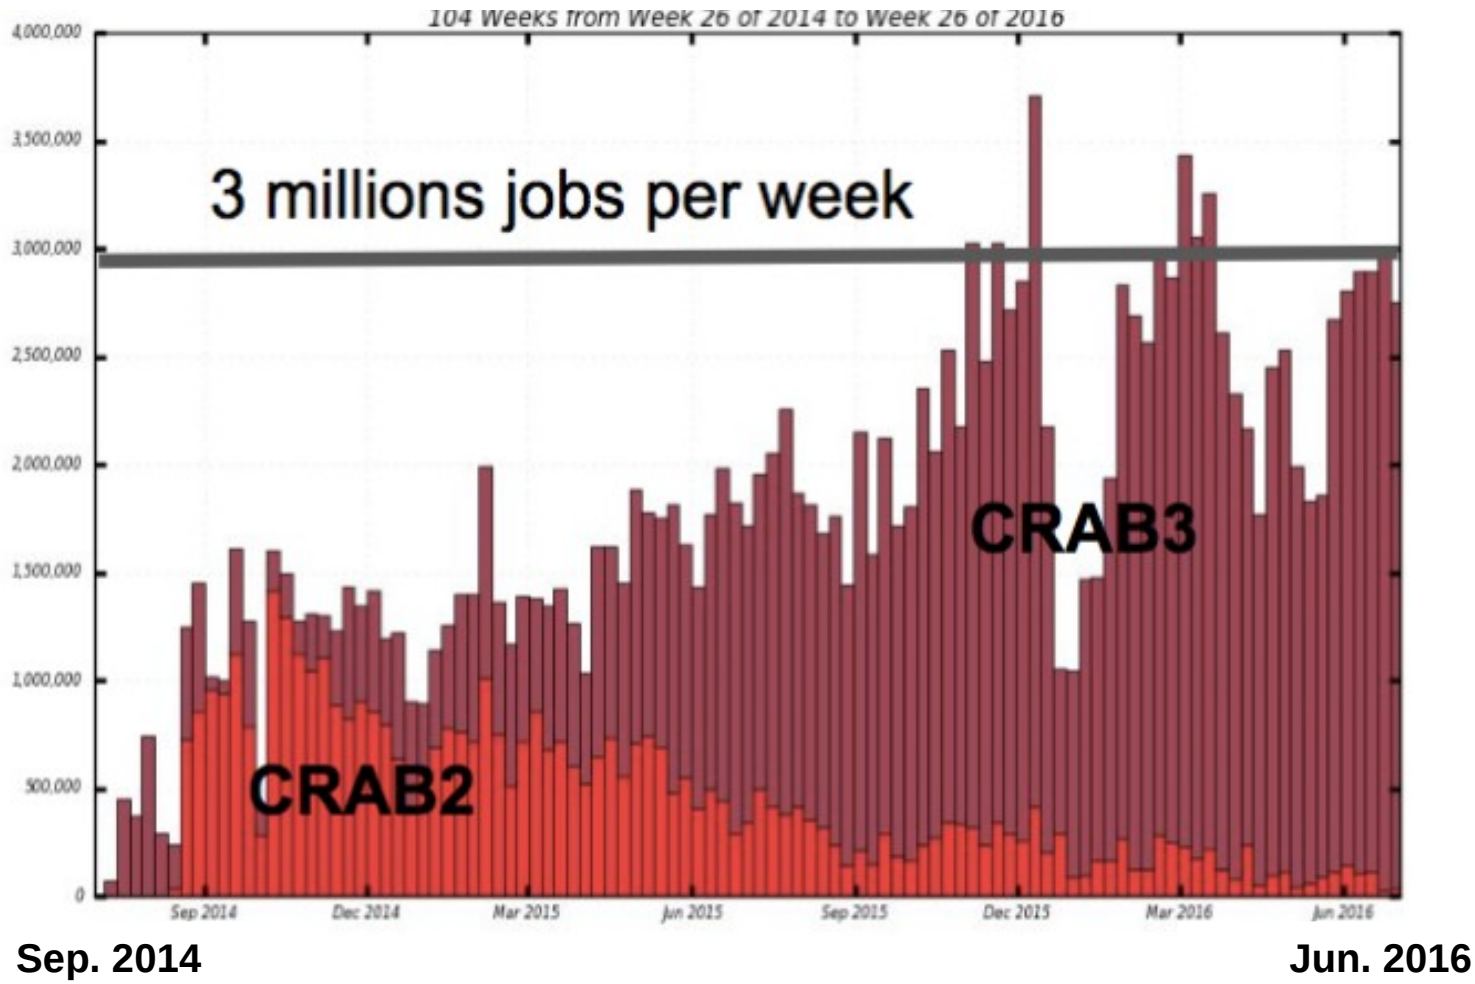 104 Weeks from Week 26 of 2014 to Week 26 of 2016
4,000,000
3,500,000
3 millions jobs per week
3,000,000
2,500,000
2,000,000
CRAB3
1,500,000
1,000,000
CRAB2
500,000
0
Sep 2014 Dec 2014 Mar 2015 Jun 2015 Sep 2015 Dec 2015 Mar 2016 Jun 2016
Sep. 2014 Jun. 2016